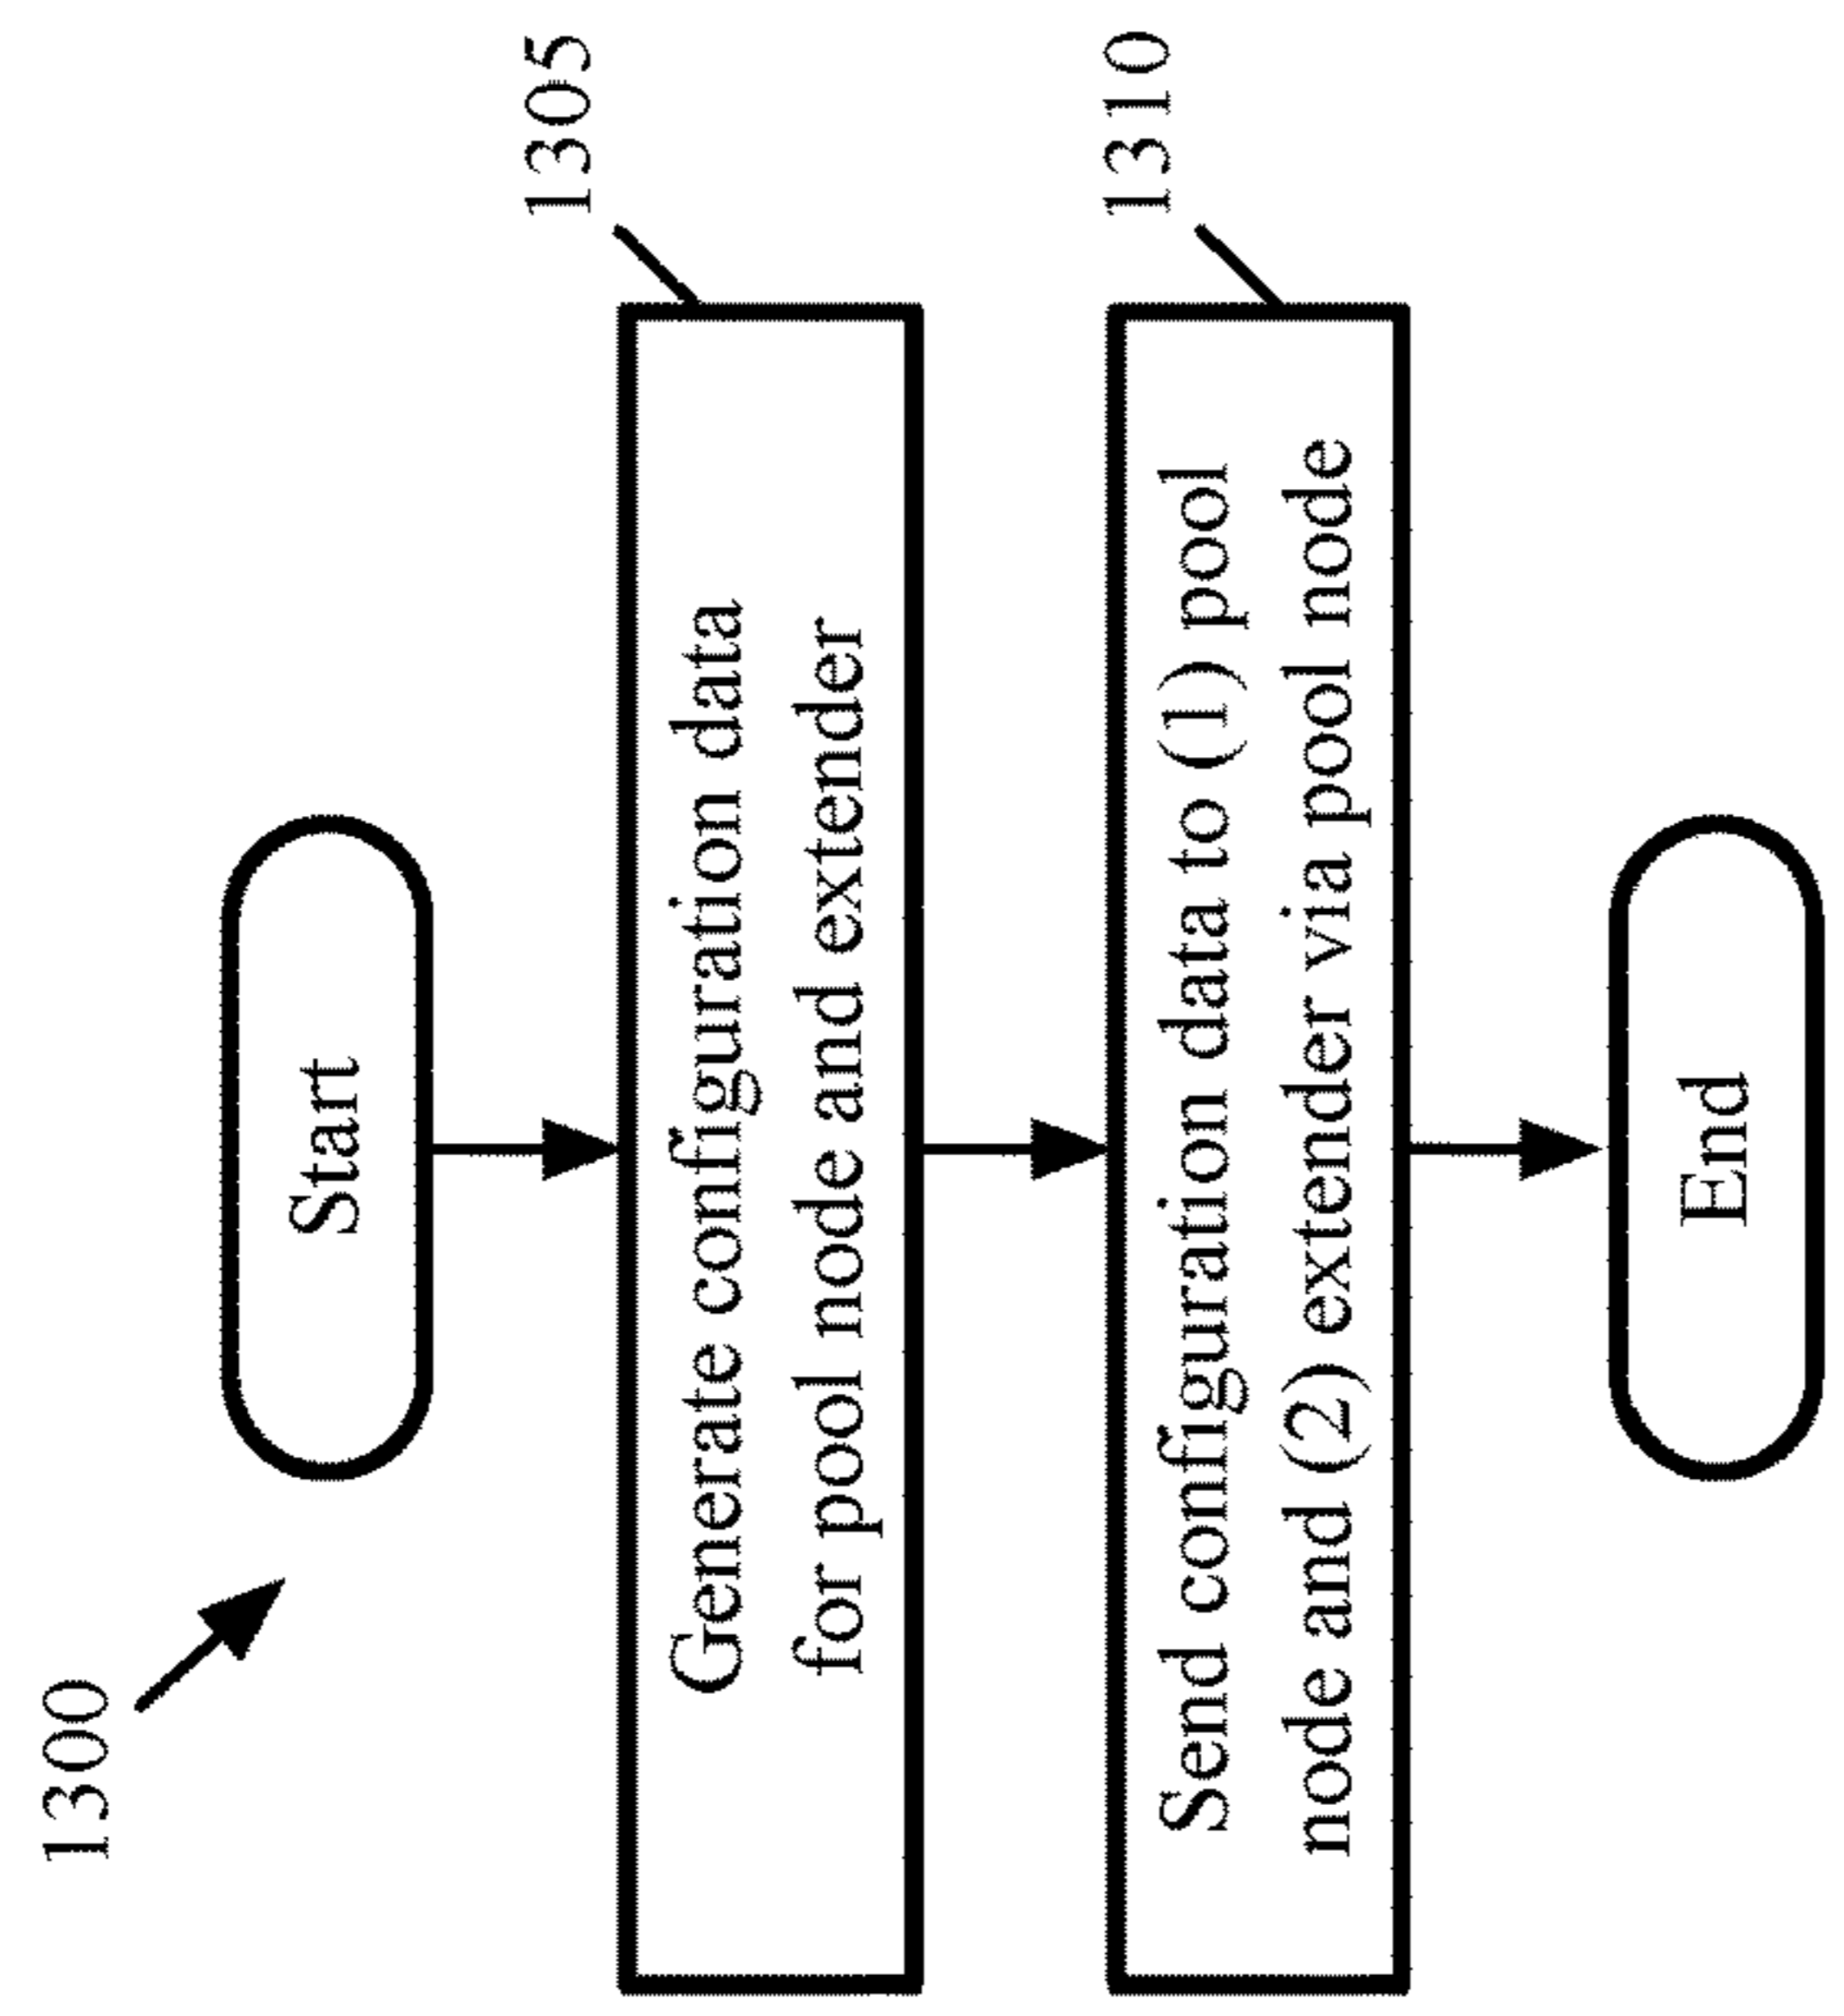 1300
Start
1305
Generate configuration data
for pool node and extender
1310
Send configuration data to (1) pool
node and (2) extender via pool node
End